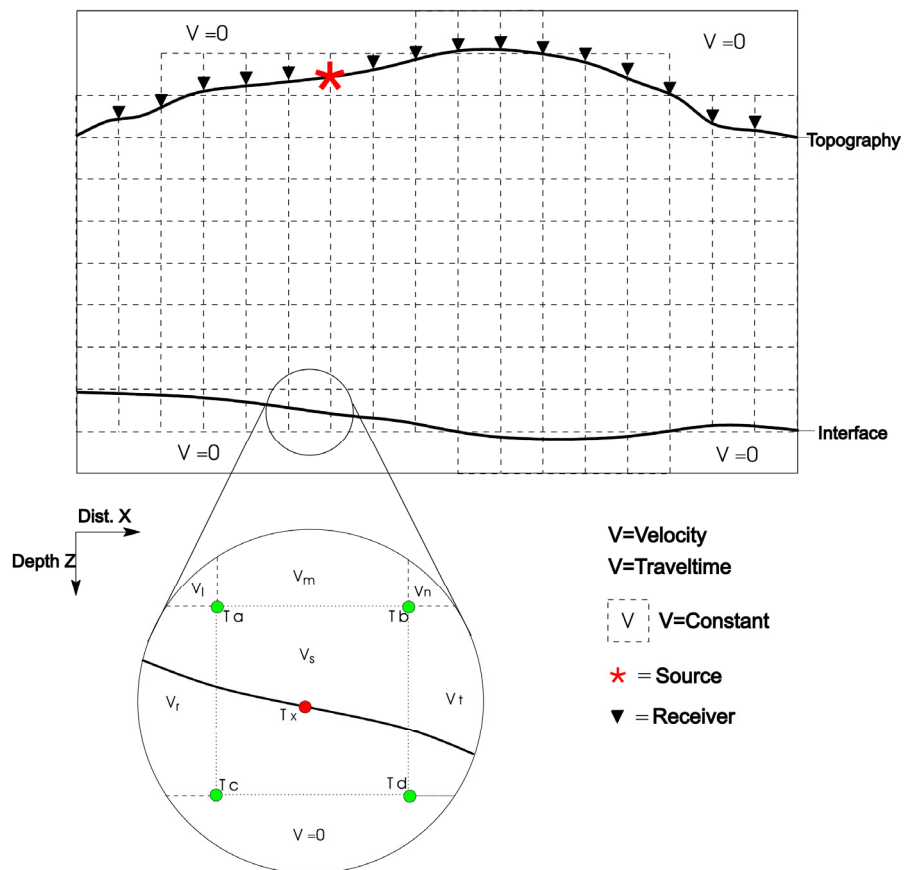 V=0
V=0
Topography
Interface
V=0
V=0
Dist. X
Depth Z
V=Velocity
V=Traveltime
V V=Constant
= Source
= Receiver
Vl Vm Vn
Ta Tb
Vs
Vr Vt
Tx
Tc Td
V=0